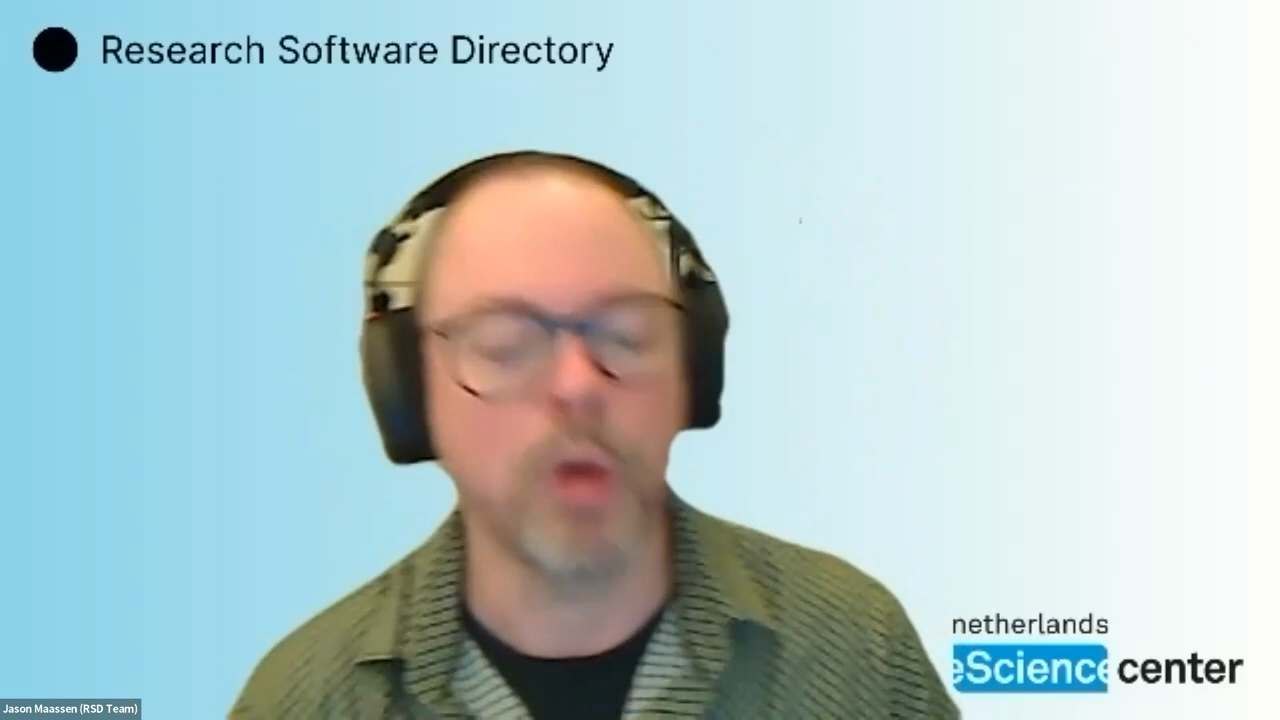 Research Software Directory
netherlands
eScience center
Jason Maassen (RSD Team)